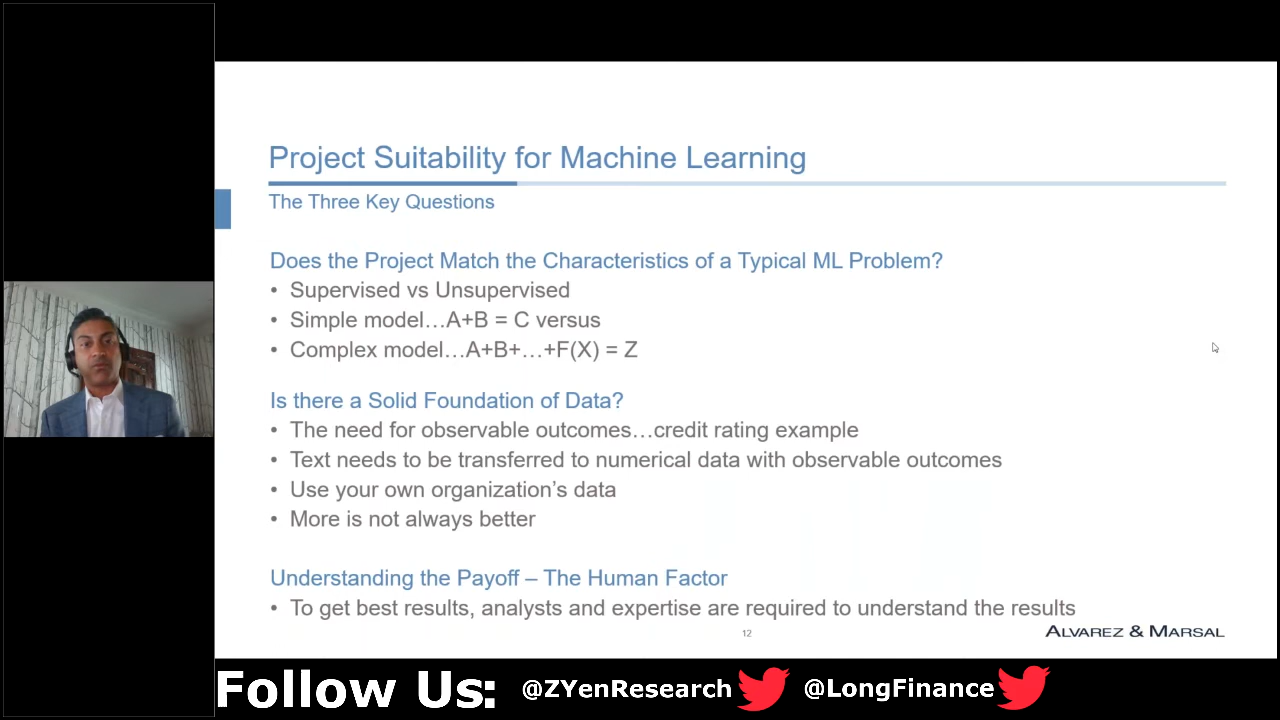 Project Suitability for Machine Learning
The Three Key Questions
Does the Project Match the Characteristics of a Typical ML Problem?
• Supervised vs Unsupervised
• Simple model…A+B = C versus
• Complex model…A+B+…+F(X) = Z
Is there a Solid Foundation of Data?
• The need for observable outcomes…credit rating example
• Text needs to be transferred to numerical data with observable outcomes
• Use your own organization’s data
• More is not always better
Understanding the Payoff – The Human Factor
• To get best results, analysts and expertise are required to understand the results
12
ALVAREZ & MARSAL
Follow Us: @ZYenResearch @LongFinance